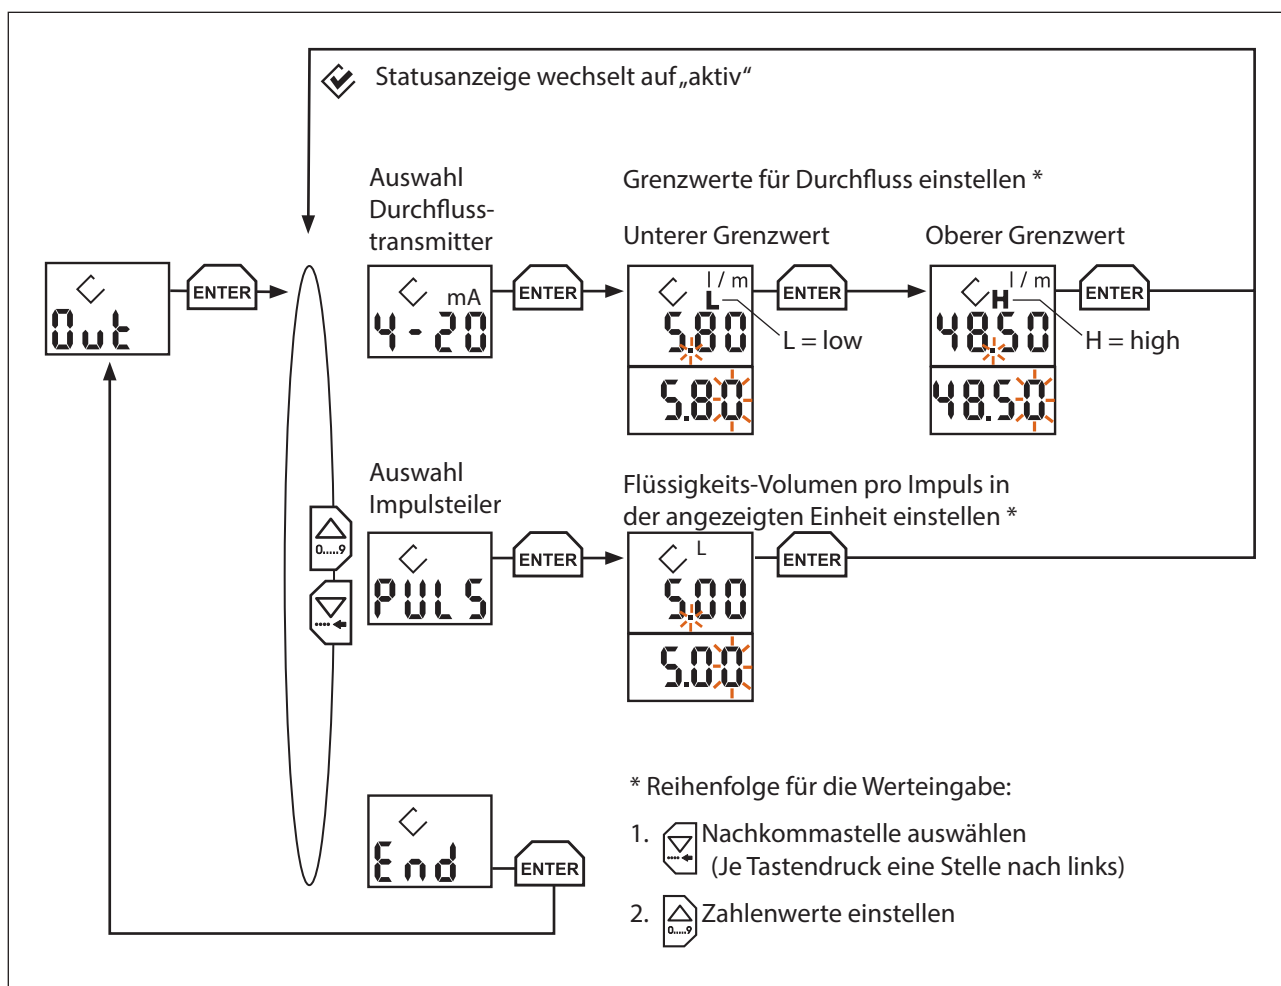 Statusanzeige wechselt auf „aktiv“
Auswahl
Durchfluss-
transmitter
Grenzwerte für Durchfluss einstellen *
Unterer Grenzwert
Oberer Grenzwert
Out
ENTER
mA
4-20
ENTER
l / m
L
5.80
L = low
5.80
ENTER
l / m
H
48.50
H = high
48.50
ENTER
Auswahl
Impulsteiler
Flüssigkeits-Volumen pro Impuls in
der angezeigten Einheit einstellen *
0.....9
PULS
ENTER
L
5.00
5.00
ENTER
End
ENTER
* Reihenfolge für die Werteingabe:
1. Nachkommastelle auswählen
(Je Tastendruck eine Stelle nach links)
2. 0.....9 Zahlenwerte einstellen